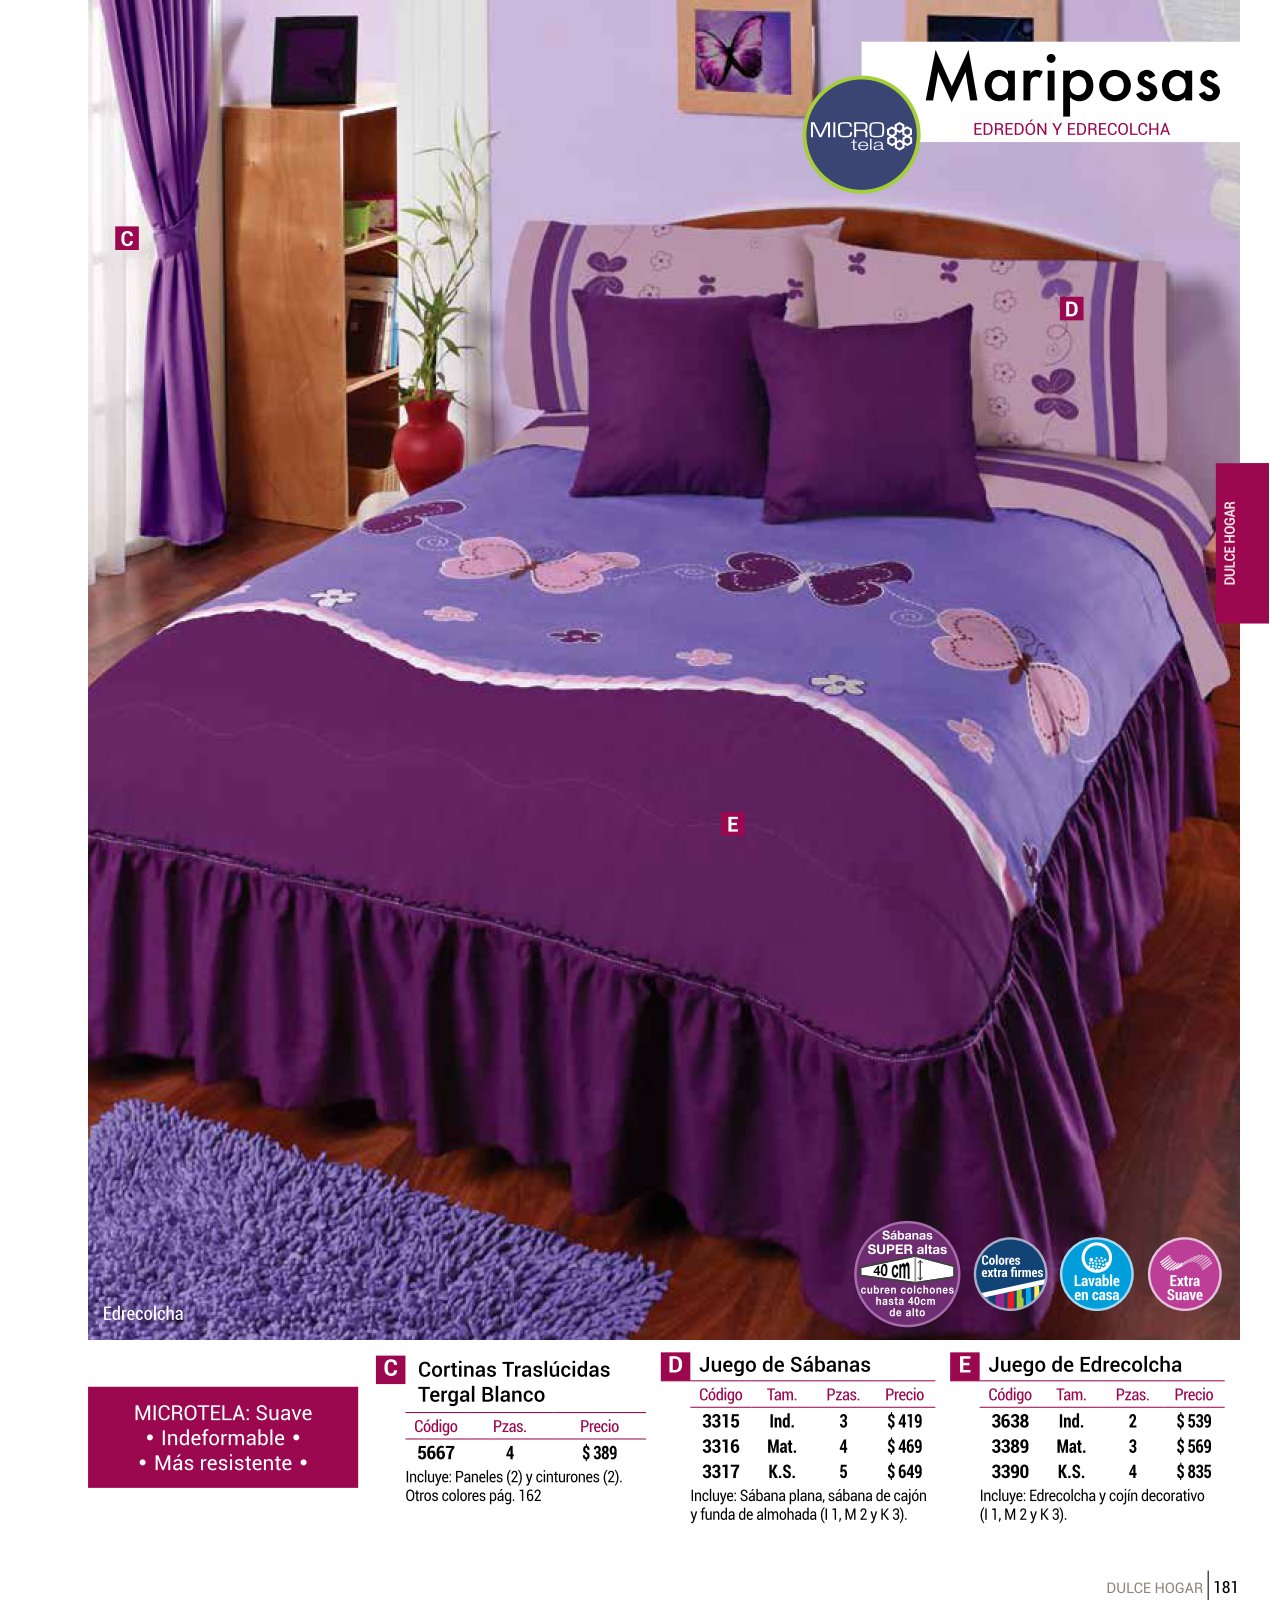 Mariposas
EDREDÓN Y EDRECOLCHA
MICRO
tela
C
D
DULCE HOGAR
E
Sábanas
SUPER altas
40 cm
cubren colchones
hasta 40cm
de alto
Colores
extra firmes
Lavable
en casa
Extra
Suave
Edrecolcha
MICROTELA: Suave
• Indeformable •
• Más resistente •
C Cortinas Traslúcidas
Tergal Blanco
Código Pzas. Precio
5667 4 $ 389
Incluye: Paneles (2) y cinturones (2).
Otros colores pág. 162
D Juego de Sábanas
Código Tam. Pzas. Precio
3315 Ind. 3 $ 419
3316 Mat. 4 $ 469
3317 K.S. 5 $ 649
Incluye: Sábana plana, sábana de cajón
y funda de almohada (I 1, M 2 y K 3).
E Juego de Edrecolcha
Código Tam. Pzas. Precio
3638 Ind. 2 $ 539
3389 Mat. 3 $ 569
3390 K.S. 4 $ 835
Incluye: Edrecolcha y cojín decorativo
(I 1, M 2 y K 3).
DULCE HOGAR 181